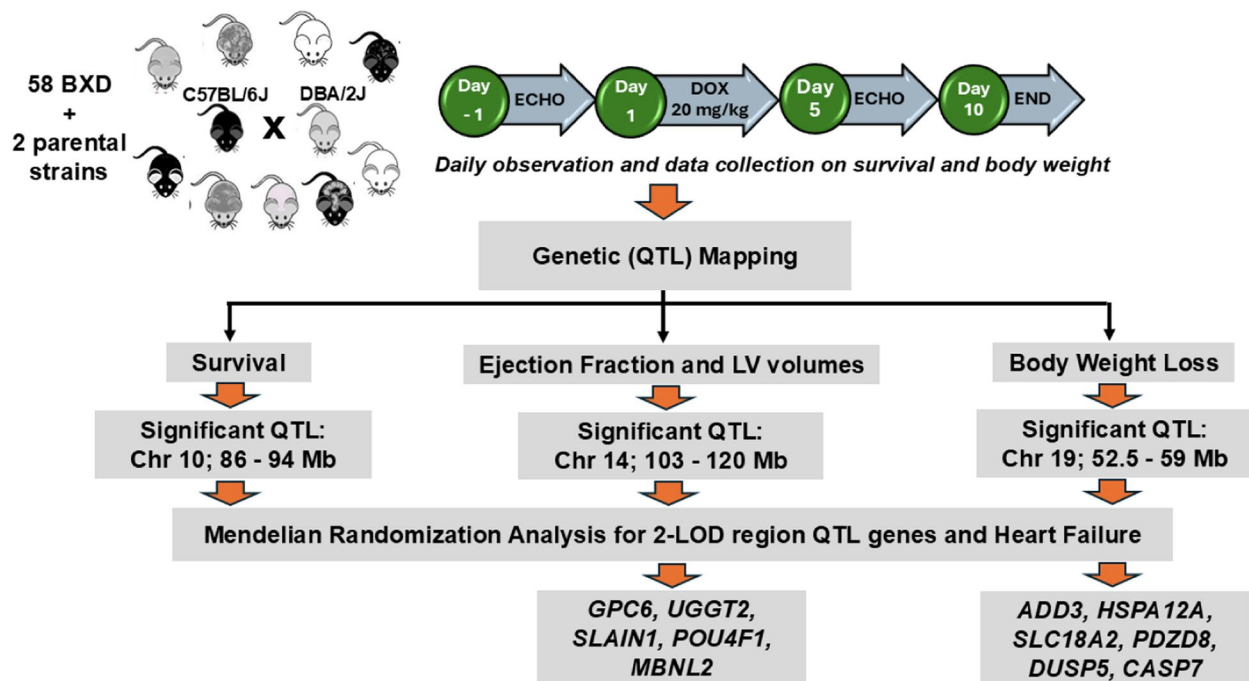 58 BXD
+
2 parental
strains
C57BL/6J
DBA/2J
X
Day
- 1
ECHO
Day
1
DOX
20 mg/kg
Day
5
ECHO
Day
10
END
Daily observation and data collection on survival and body weight
Genetic (QTL) Mapping
Survival
Ejection Fraction and LV volumes
Body Weight Loss
Significant QTL:
Chr 10; 86 - 94 Mb
Significant QTL:
Chr 14; 103 - 120 Mb
Significant QTL:
Chr 19; 52.5 - 59 Mb
Mendelian Randomization Analysis for 2-LOD region QTL genes and Heart Failure
GPC6, UGGT2,
SLAIN1, POU4F1,
MBNL2
ADD3, HSPA12A,
SLC18A2, PDZD8,
DUSP5, CASP7